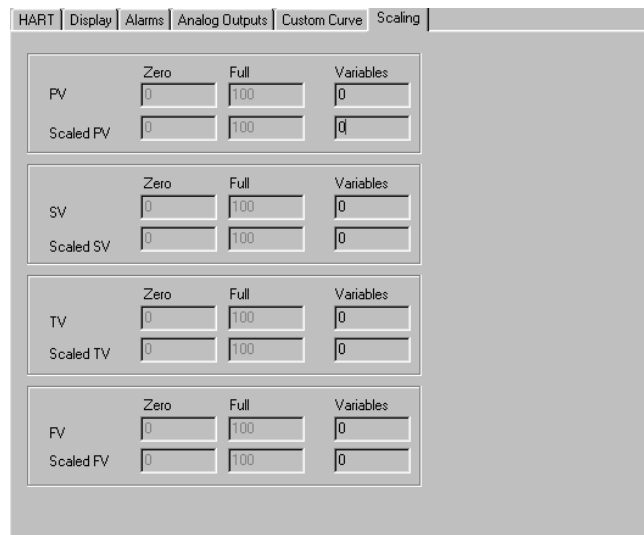 HART Display Alarms Analog Outputs Custom Curve Scaling
Zero Full Variables
PV 0 100 0
Scaled PV 0 100 0
Zero Full Variables
SV 0 100 0
Scaled SV 0 100 0
Zero Full Variables
TV 0 100 0
Scaled TV 0 100 0
Zero Full Variables
FV 0 100 0
Scaled FV 0 100 0